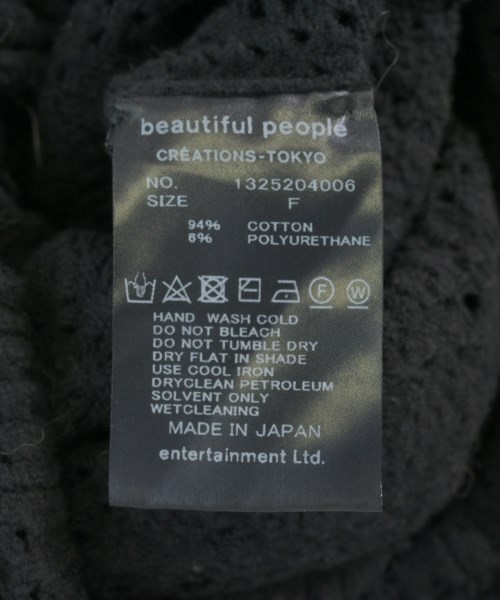 beautiful people
CRÉATIONS-TOKYO
NO. 1325204006
SIZE F
94% COTTON
6% POLYURETHANE
F W
HAND WASH COLD
DO NOT BLEACH
DO NOT TUMBLE DRY
DRY FLAT IN SHADE
USE COOL IRON
DRYCLEAN PETROLEUM
SOLVENT ONLY
WETCLEANING
MADE IN JAPAN
entertainment Ltd.